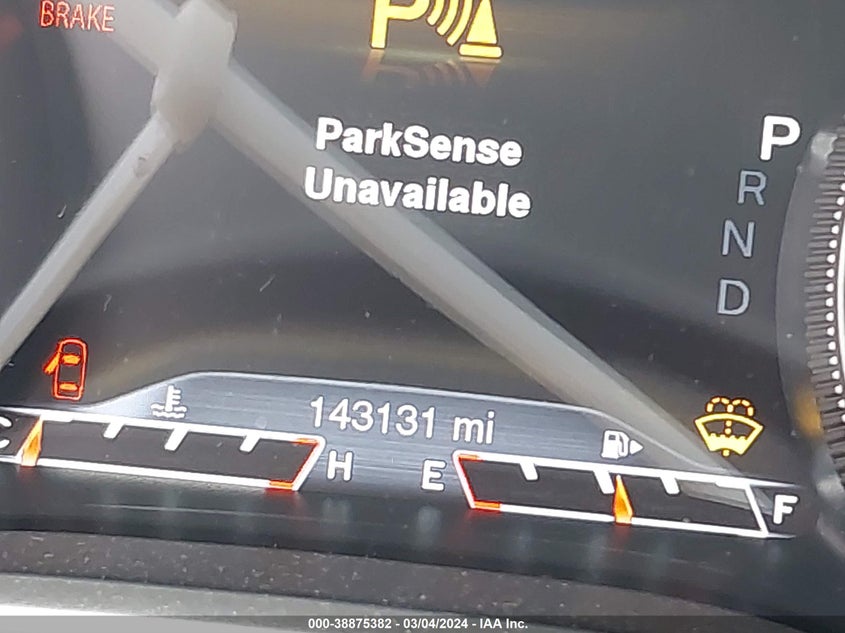 BRAKE
P
ParkSense
Unavailable
P
R
N
D
143131 mi
C
H
E
F
000-38875382 - 03/04/2024 - IAA Inc.